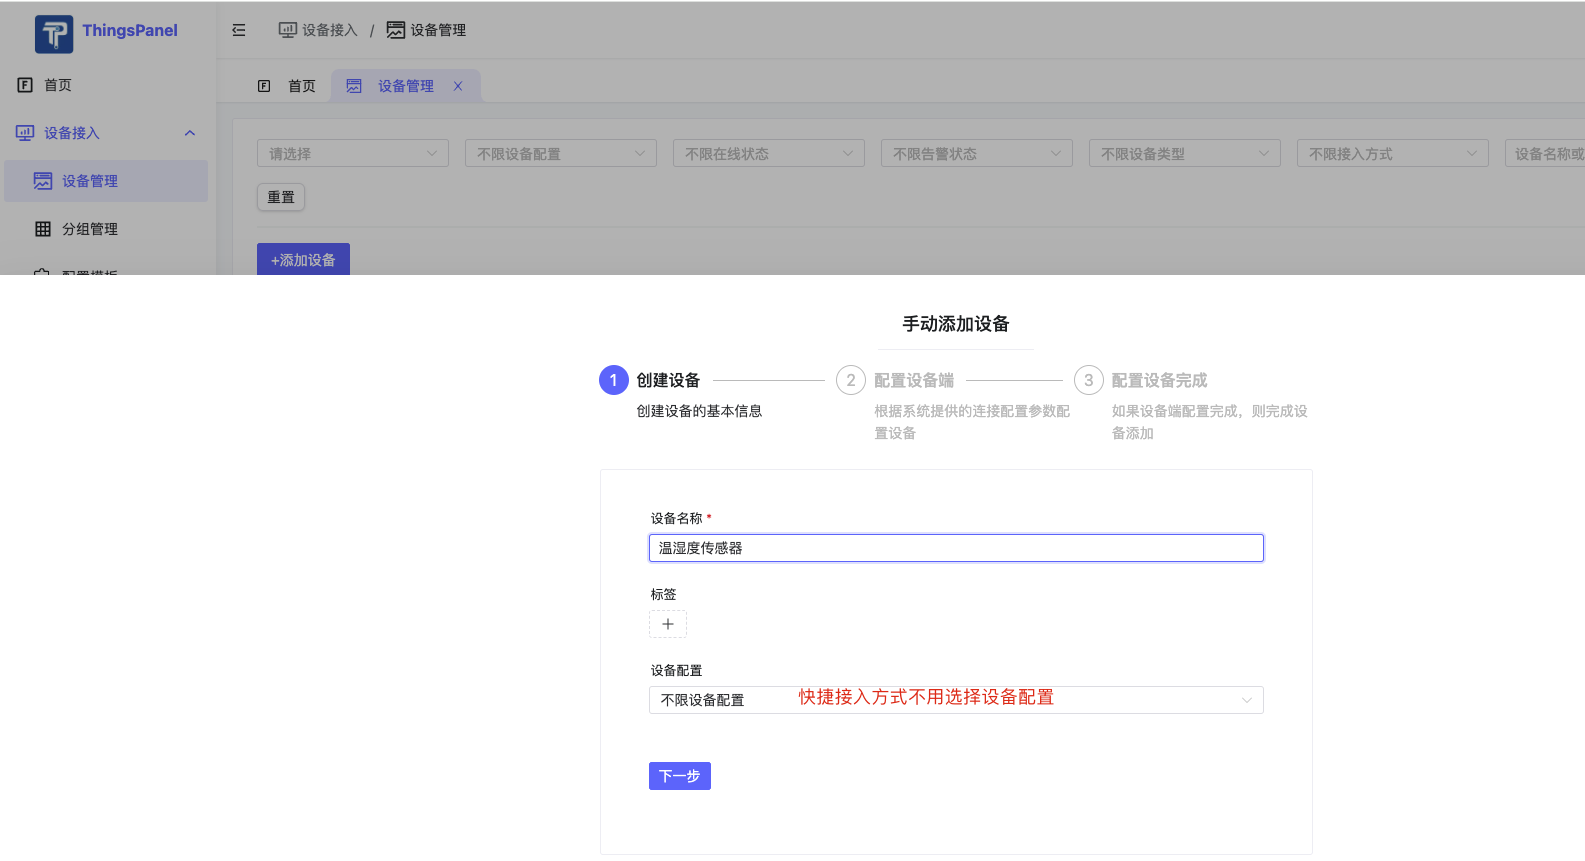 ThingsPanel
设备接入 / 设备管理
首页
首页 设备管理 X
设备接入
设备管理
分组管理
配置模板
请选择 不限设备配置 不限在线状态 不限告警状态 不限设备类型 不限接入方式 设备名称或
重置
+添加设备
手动添加设备
1 创建设备
创建设备的基本信息
2 配置设备端
根据系统提供的连接配置参数配
置设备
3 配置设备完成
如果设备端配置完成，则完成设
备添加
设备名称 *
温湿度传感器
标签
+
设备配置
不限设备配置
快捷接入方式不用选择设备配置
下一步